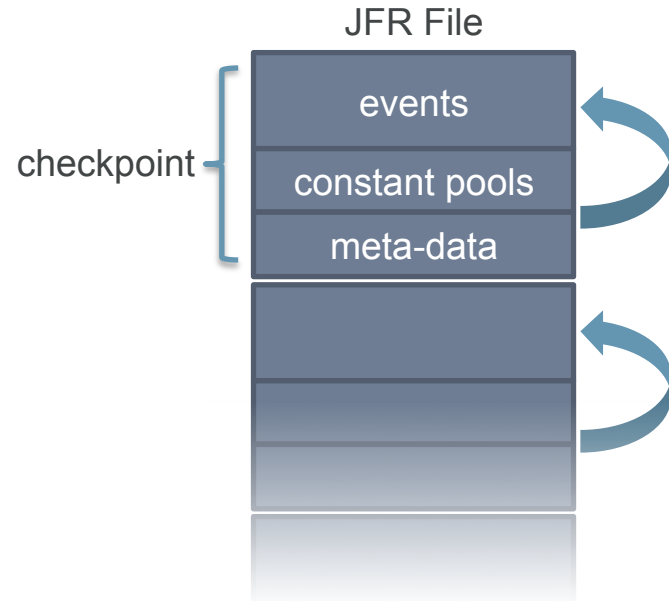 JFR File
events
checkpoint
constant pools
meta-data